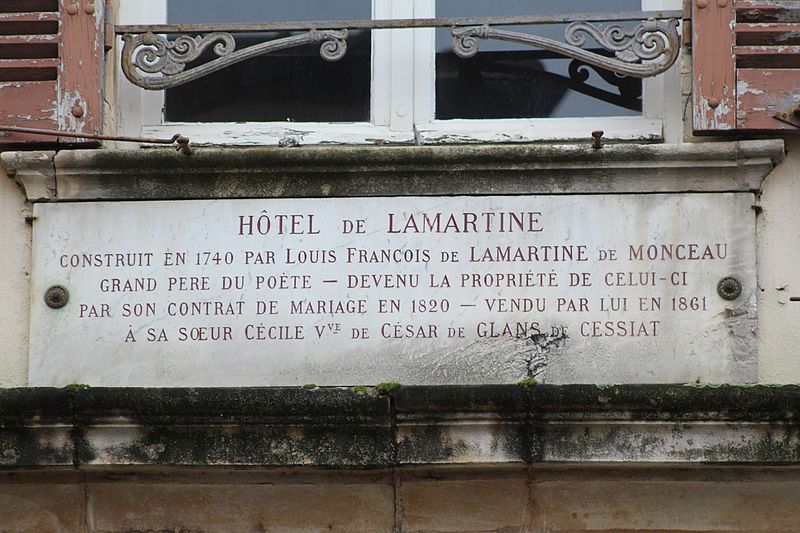 HÔTEL DE LAMARTINE
CONSTRUIT EN 1740 PAR LOUIS FRANÇOIS DE LAMARTINE DE MONCEAU
GRAND PERE DU POÈTE — DEVENU LA PROPRIÉTÉ DE CELUI-CI
PAR SON CONTRAT DE MARIAGE EN 1820 — VENDU PAR LUI EN 1861
À SA SŒUR CÉCILE VVE DE CÉSAR DE GLANS DE CESSIAT